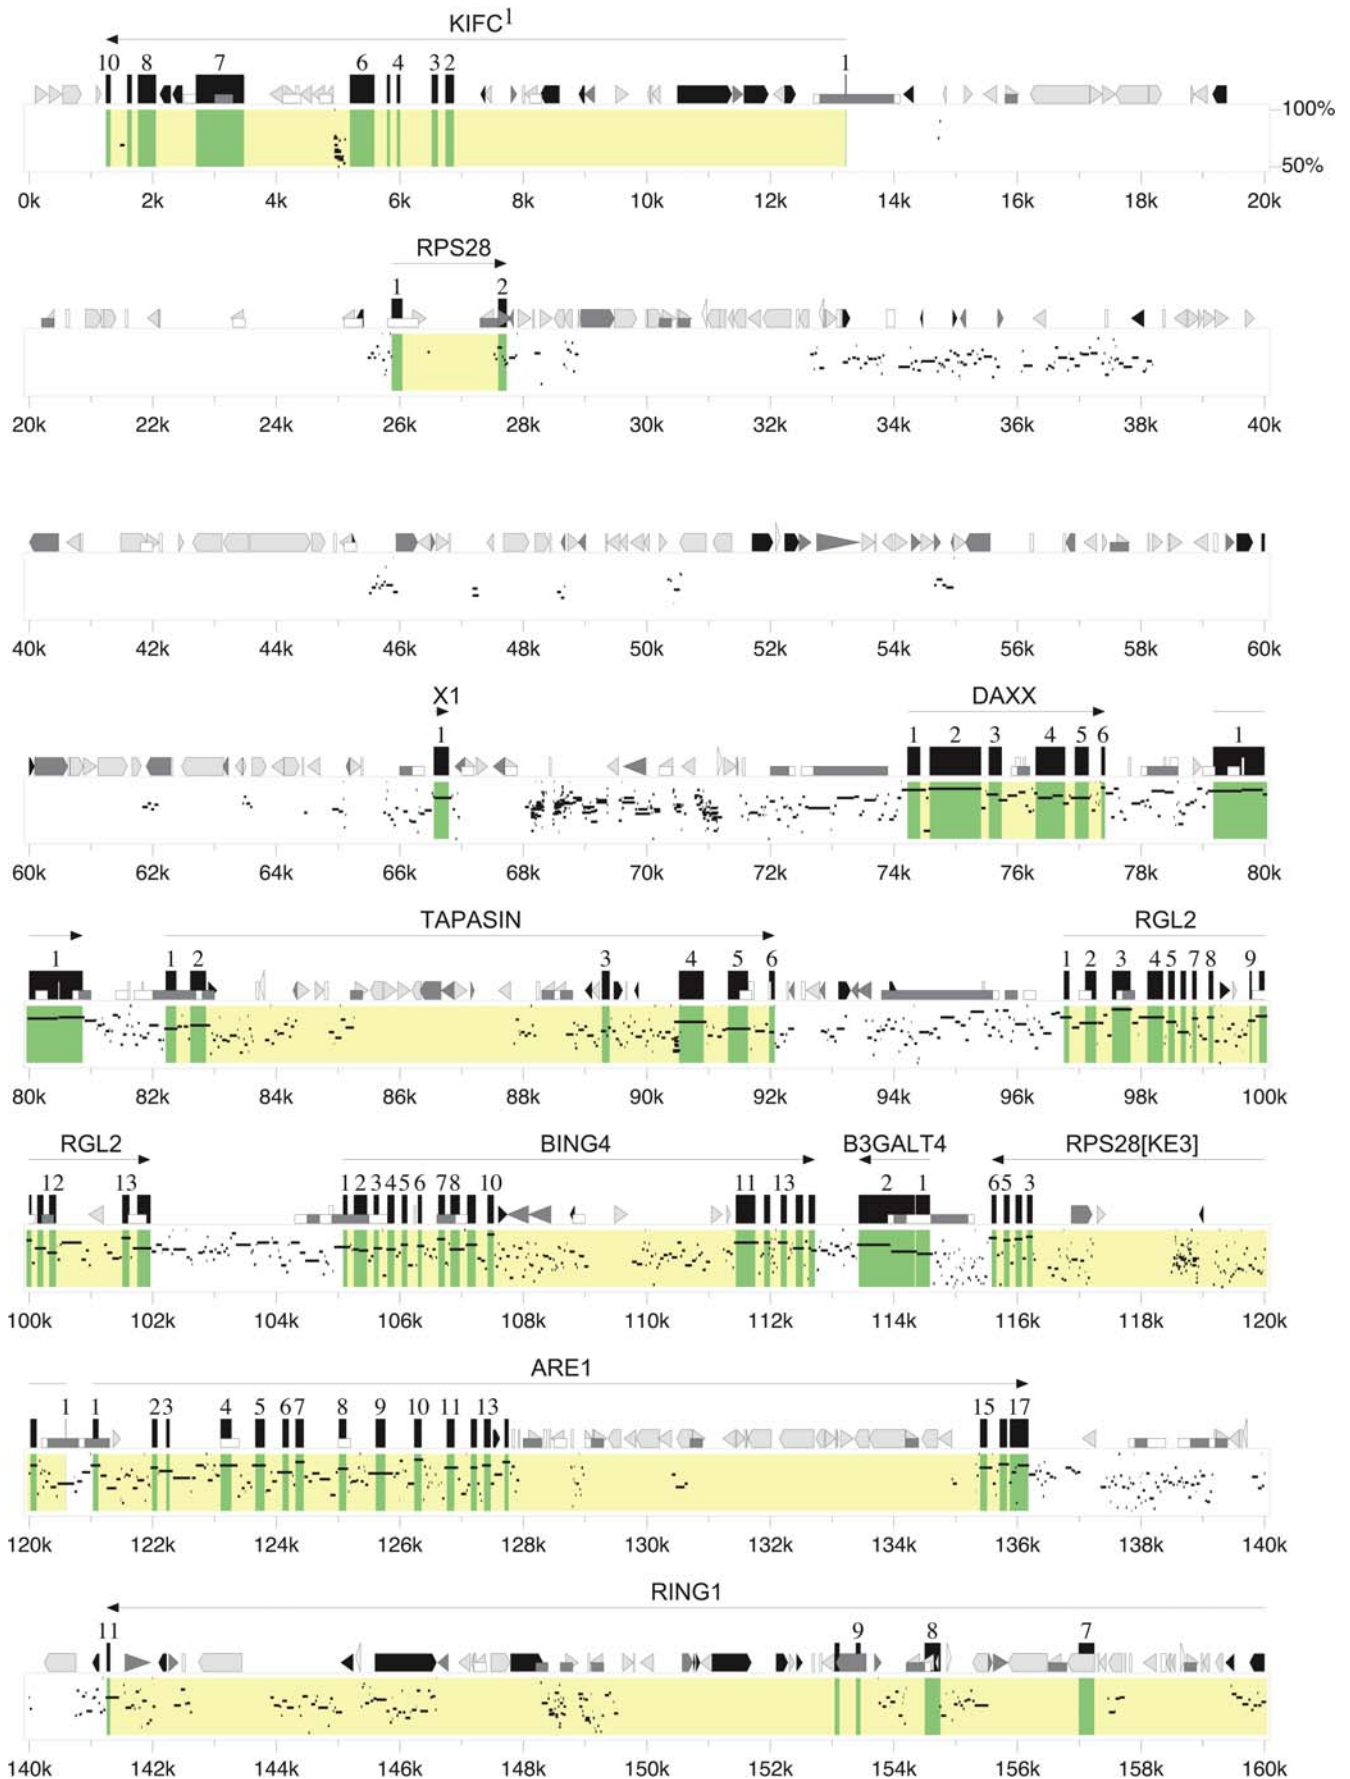 KIFC1
10 8 7 6 4 3 2 1
100%
50%
0k 2k 4k 6k 8k 10k 12k 14k 16k 18k 20k
RPS28
1 2
20k 22k 24k 26k 28k 30k 32k 34k 36k 38k 40k
40k 42k 44k 46k 48k 50k 52k 54k 56k 58k 60k
X1 DAXX
1 1 2 3 4 5 6 1
60k 62k 64k 66k 68k 70k 72k 74k 76k 78k 80k
TAPASIN RGL2
1 1 2 3 4 5 6 1 2 3 4 5 7 8 9
80k 82k 84k 86k 88k 90k 92k 94k 96k 98k 100k
RGL2 BING4 B3GALT4 RPS28[KE3]
12 13 1 2 3 4 5 6 7 8 10 11 13 2 1 6 5 3
100k 102k 104k 106k 108k 110k 112k 114k 116k 118k 120k
ARE1
1 1 2 3 4 5 6 7 8 9 10 11 13 15 17
120k 122k 124k 126k 128k 130k 132k 134k 136k 138k 140k
RING1
11 9 8 7
140k 142k 144k 146k 148k 150k 152k 154k 156k 158k 160k